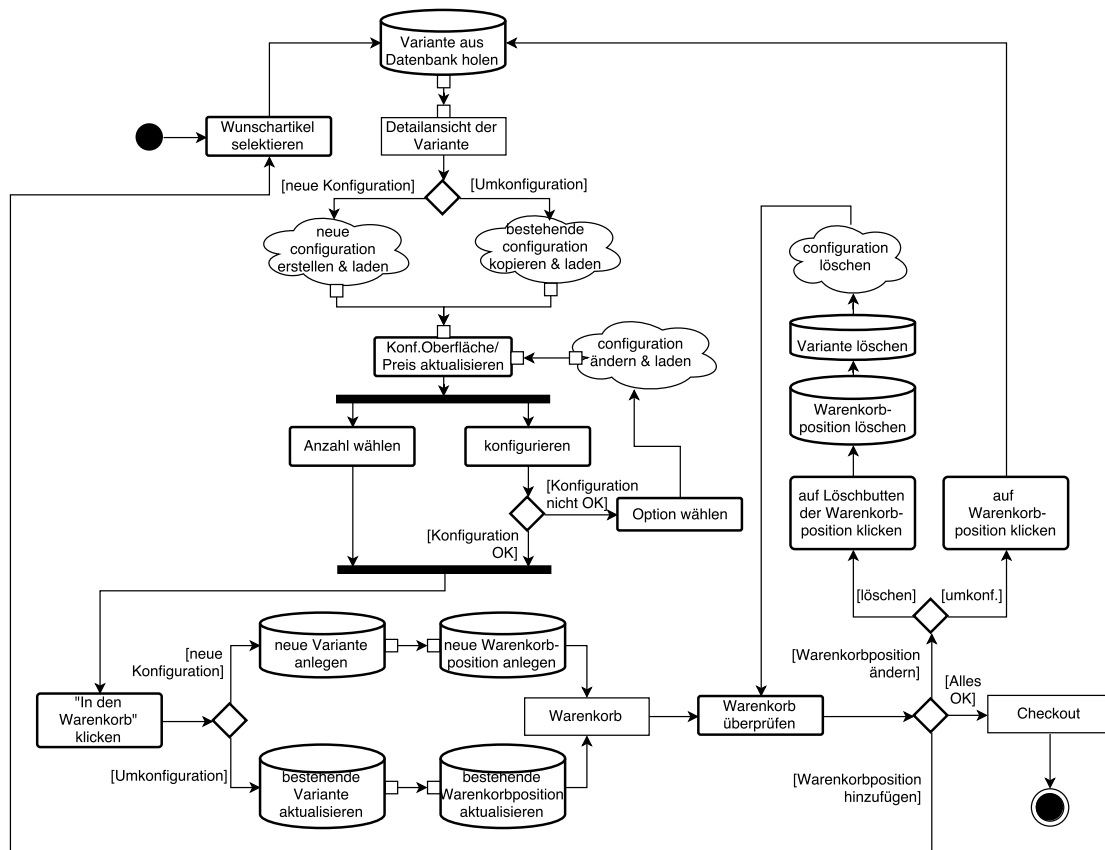 Variante aus
Datenbank holen
Wunschartikel
selektieren
Detailansicht der
Variante
[neue Konfiguration]
[Umkonfiguration]
neue
configuration
erstellen & laden
bestehende
configuration
kopieren & laden
configuration
löschen
Konf.Oberfläche/
Preis aktualisieren
configuration
ändern & laden
Variante löschen
Warenkorb-
position löschen
Anzahl wählen
konfigurieren
[Konfiguration
nicht OK]
Option wählen
auf Löschbutten
der Warenkorb-
position klicken
auf
Warenkorb-
position klicken
[Konfiguration
OK]
[löschen]
[umkonf.]
[neue
Konfiguration]
neue Variante
anlegen
neue Warenkorb-
position anlegen
[Warenkorbposition
ändern]
[Alles
OK]
"In den
Warenkorb"
klicken
Warenkorb
Warenkorb
überprüfen
Checkout
[Umkonfiguration]
bestehende
Variante
aktualisieren
bestehende
Warenkorbposition
aktualisieren
[Warenkorbposition
hinzufügen]